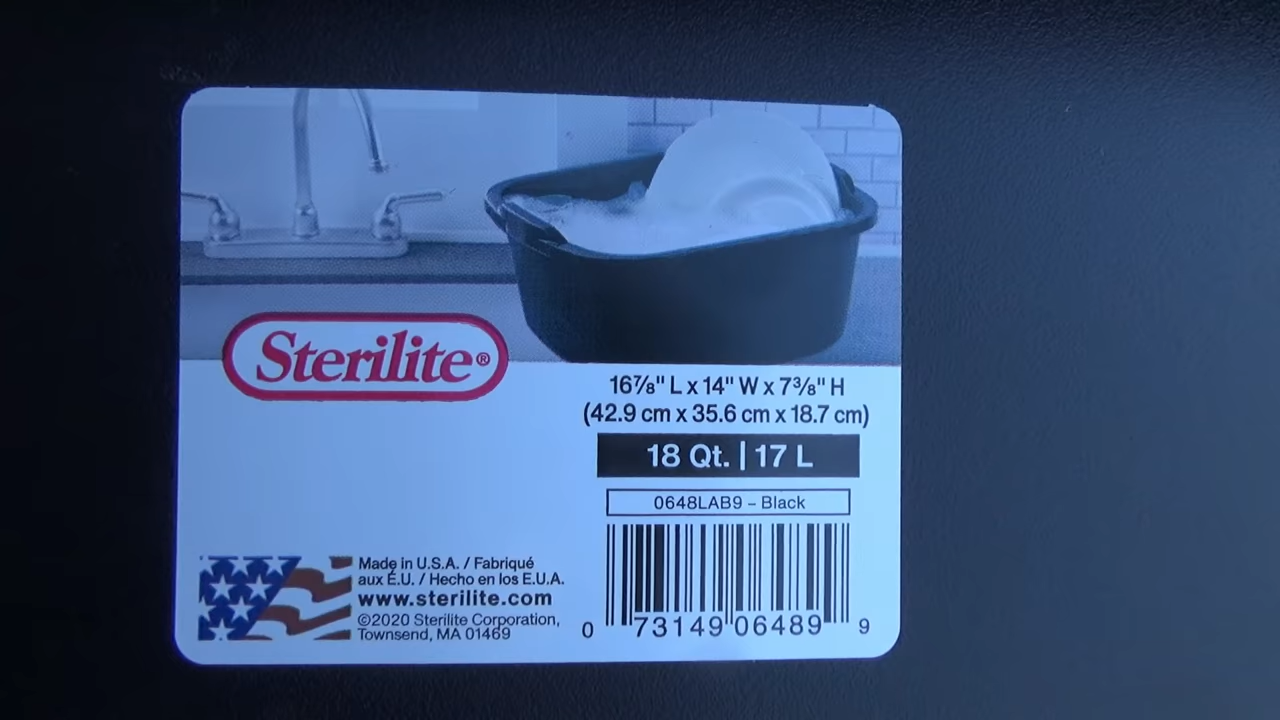 Sterilite®
16⅞" L x 14" W x 7⅜" H
(42.9 cm x 35.6 cm x 18.7 cm)
18 Qt. | 17 L
0648LAB9 – Black
Made in U.S.A. / Fabriqué
aux É.U. / Hecho en los E.U.A.
www.sterilite.com
©2020 Sterilite Corporation,
Townsend, MA 01469
0 73149 06489 9